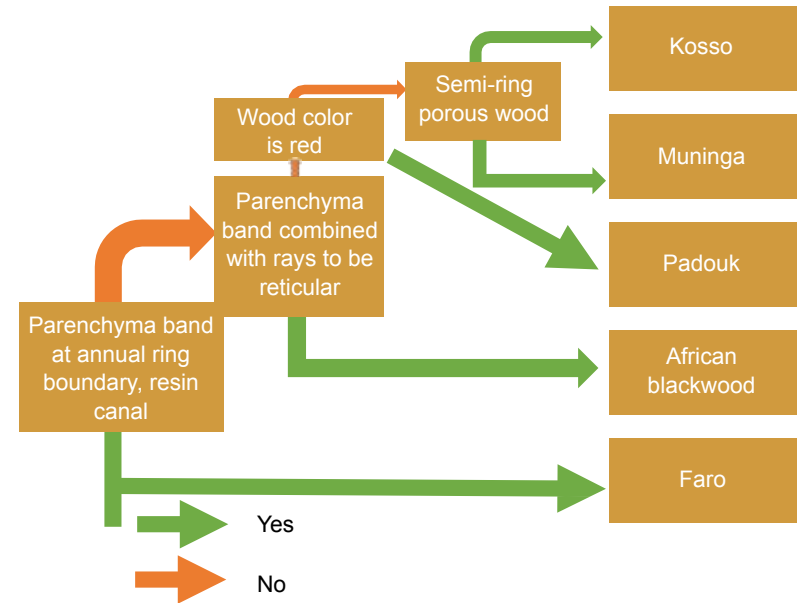 Kosso
Semi-ring
porous wood
Wood color
is red
Muninga
Parenchyma
band combined
with rays to be
reticular
Padouk
Parenchyma band
at annual ring
boundary, resin
canal
African
blackwood
Faro
Yes
No